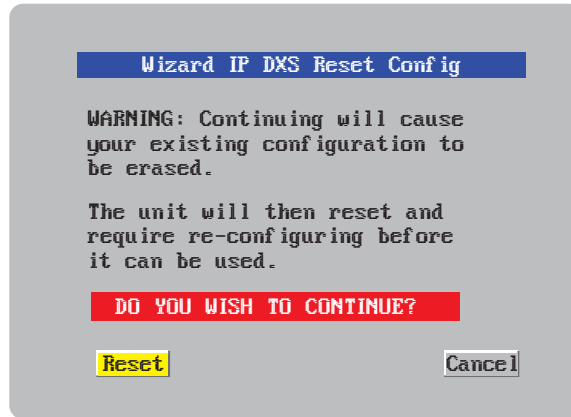 Wizard IP DXS Reset Config
WARNING: Continuing will cause
your existing configuration to
be erased.
The unit will then reset and
require re-configuring before
it can be used.
DO YOU WISH TO CONTINUE?
Reset Cancel